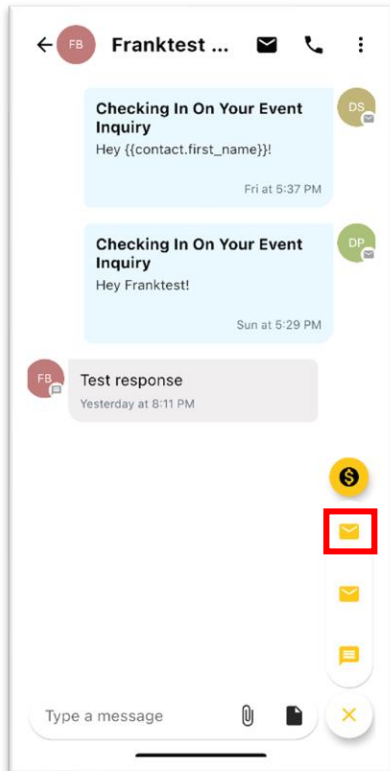 FB
Franktest ...
Checking In On Your Event
Inquiry
Hey {{contact.first_name}}!
Fri at 5:37 PM
DS
Checking In On Your Event
Inquiry
Hey Franktest!
Sun at 5:29 PM
DP
FB
Test response
Yesterday at 8:11 PM
$
Type a message